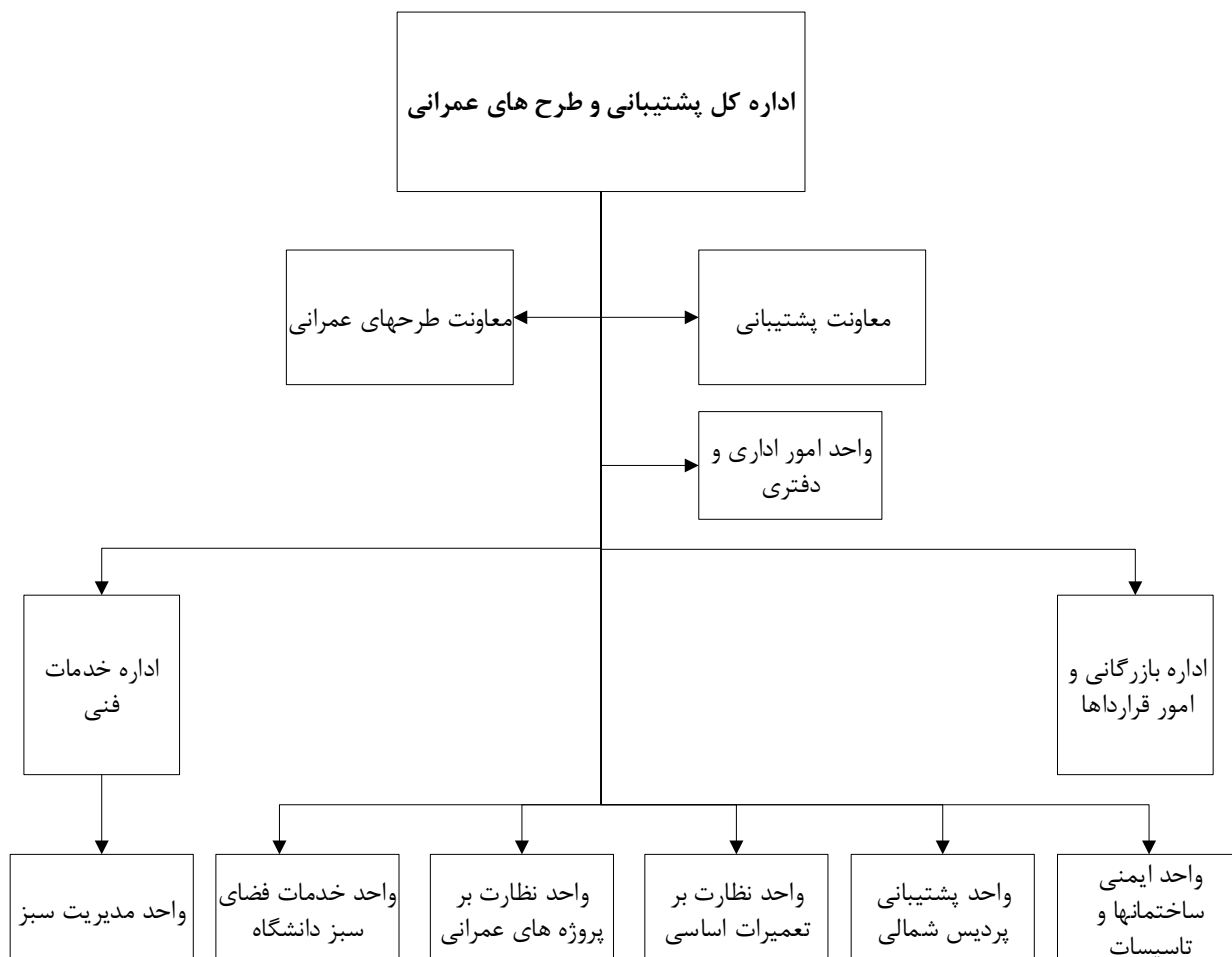 اداره کل پشتیبانی و طرح های عمرانی
معاونت پشتیبانی
معاونت طرحهای عمرانی
واحد امور اداری و
دفتری
اداره بازرگانی و
امور قرارداها
اداره خدمات
فنی
واحد ایمنی
ساختمانها و
تاسیسات
واحد پشتیبانی
پردیس شمالی
واحد نظارت بر
تعمیرات اساسی
واحد نظارت بر
پروژه های عمرانی
واحد خدمات فضای
سبز دانشگاه
واحد مدیریت سبز